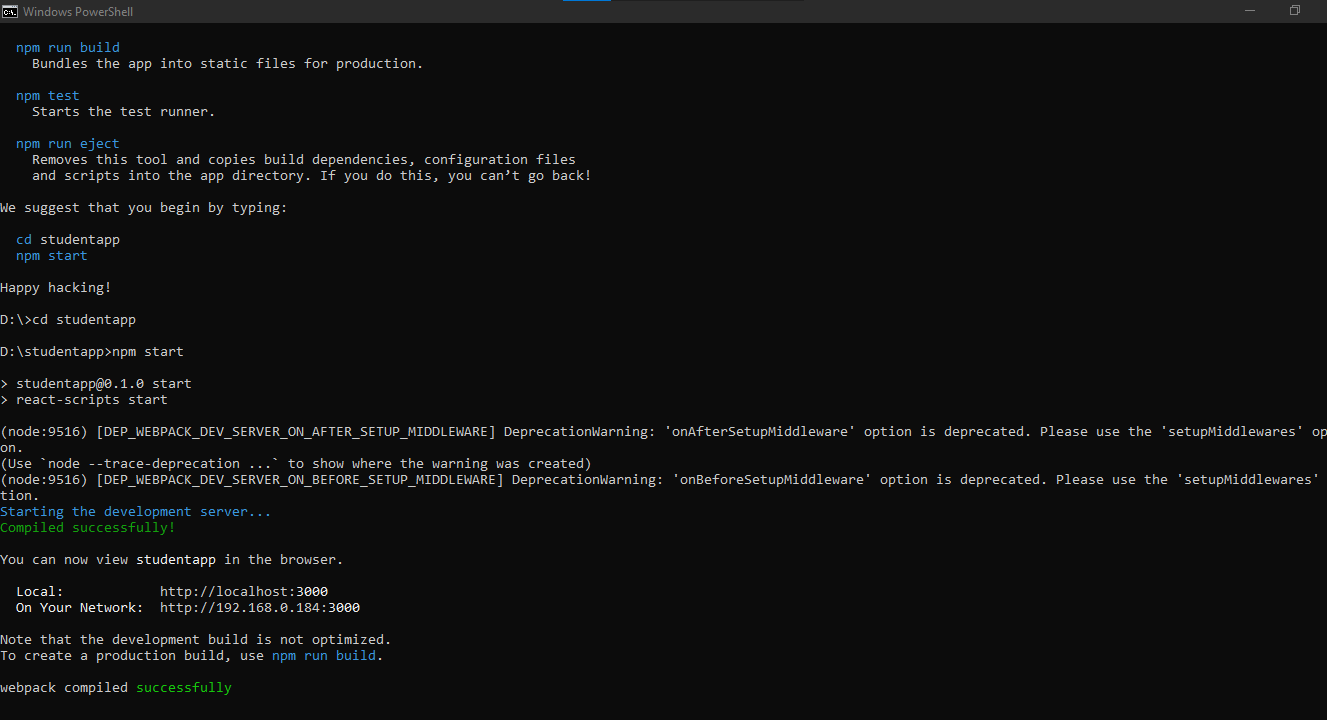 Windows PowerShell
npm run build
Bundles the app into static files for production.
npm test
Starts the test runner.
npm run eject
Removes this tool and copies build dependencies, configuration files
and scripts into the app directory. If you do this, you can’t go back!
We suggest that you begin by typing:
cd studentapp
npm start
Happy hacking!
D:\>cd studentapp
D:\studentapp>npm start
> studentapp@0.1.0 start
> react-scripts start
(node:9516) [DEP_WEBPACK_DEV_SERVER_ON_AFTER_SETUP_MIDDLEWARE] DeprecationWarning: 'onAfterSetupMiddleware' option is deprecated. Please use the 'setupMiddlewares' op
on.
(Use `node --trace-deprecation ...` to show where the warning was created)
(node:9516) [DEP_WEBPACK_DEV_SERVER_ON_BEFORE_SETUP_MIDDLEWARE] DeprecationWarning: 'onBeforeSetupMiddleware' option is deprecated. Please use the 'setupMiddlewares'
tion.
Starting the development server...
Compiled successfully!
You can now view studentapp in the browser.
Local: http://localhost:3000
On Your Network: http://192.168.0.184:3000
Note that the development build is not optimized.
To create a production build, use npm run build.
webpack compiled successfully